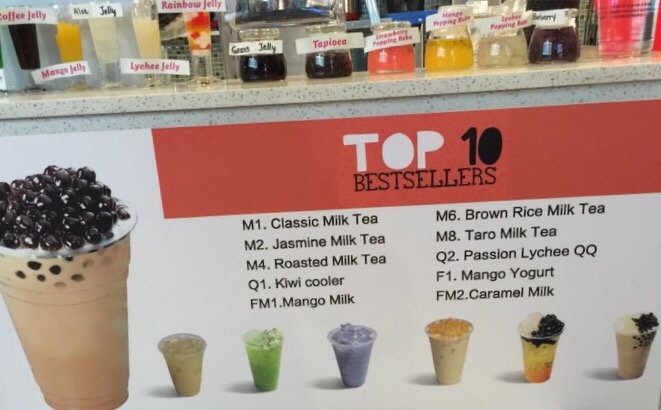 Coffee Jelly
Aloe Jelly
Rainbow Jelly
Mango Jelly
Lychee Jelly
Grass Jelly
Tapioca
Strawberry
Popping Boba
Mango
Popping Boba
Lychee
Popping Boba
TOP 10
BESTSELLERS
M1. Classic Milk Tea
M2. Jasmine Milk Tea
M4. Roasted Milk Tea
Q1. Kiwi cooler
FM1.Mango Milk
M6. Brown Rice Milk Tea
M8. Taro Milk Tea
Q2. Passion Lychee QQ
F1. Mango Yogurt
FM2.Caramel Milk